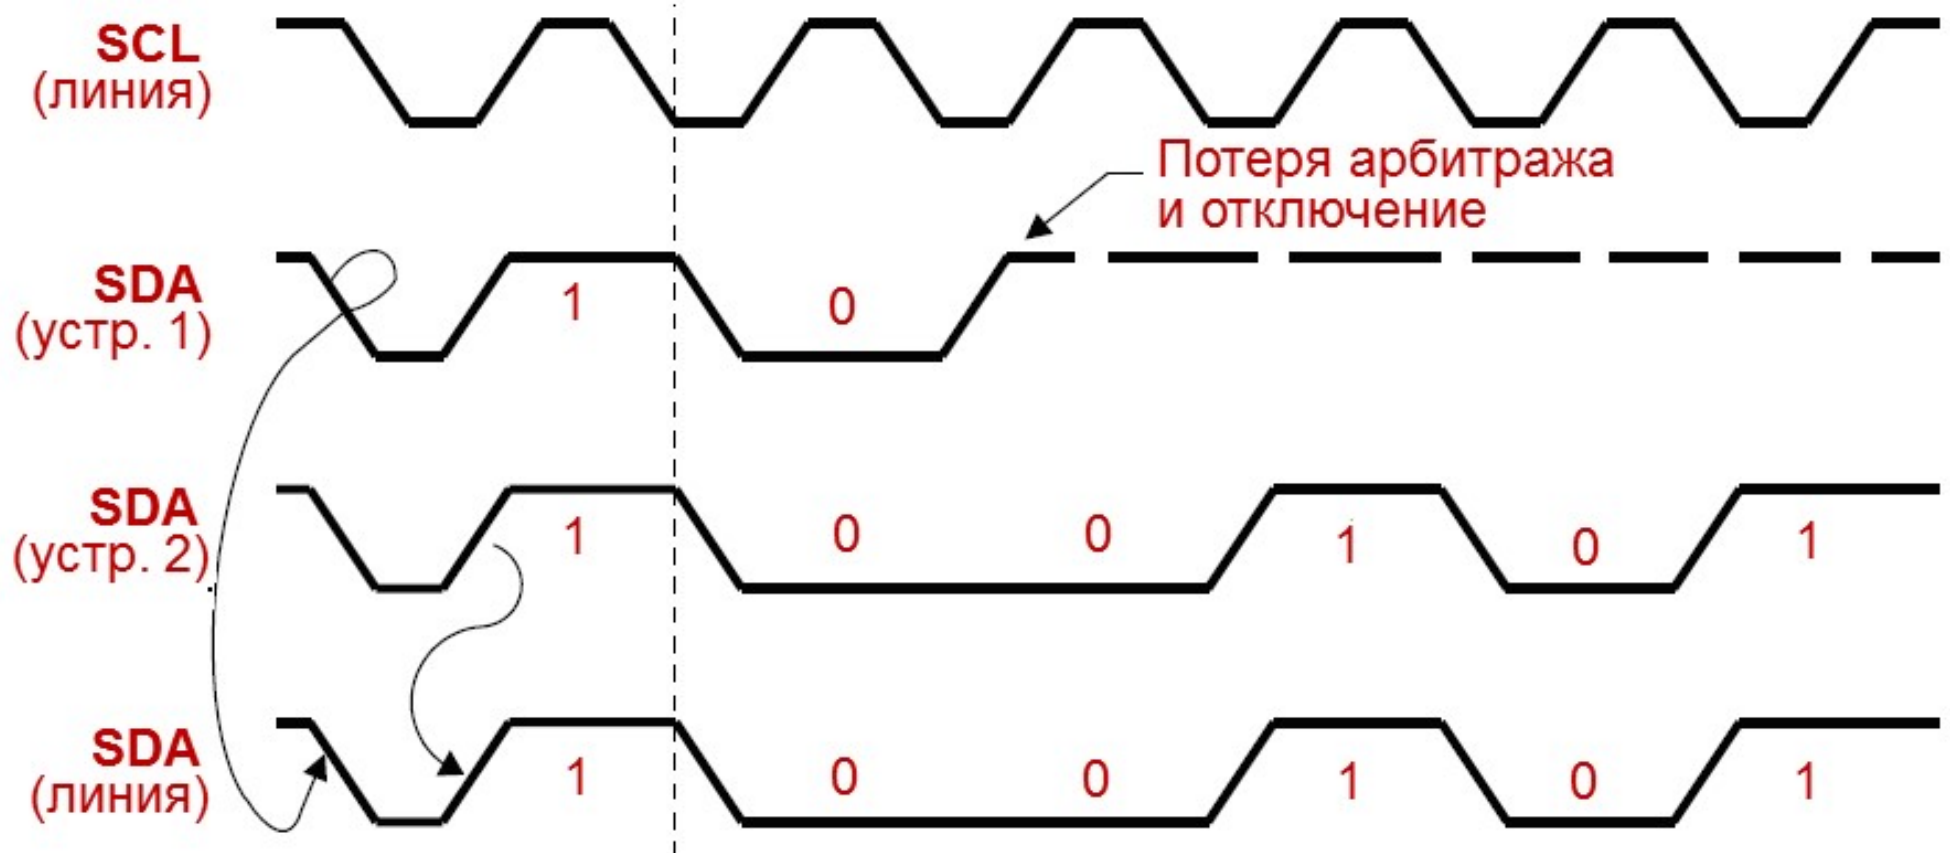 SCL
(линия)
Потеря арбитража
и отключение
SDA
(устр. 1)
1 0
SDA
(устр. 2)
1 0 0 1 0 1
SDA
(линия)
1 0 0 1 0 1